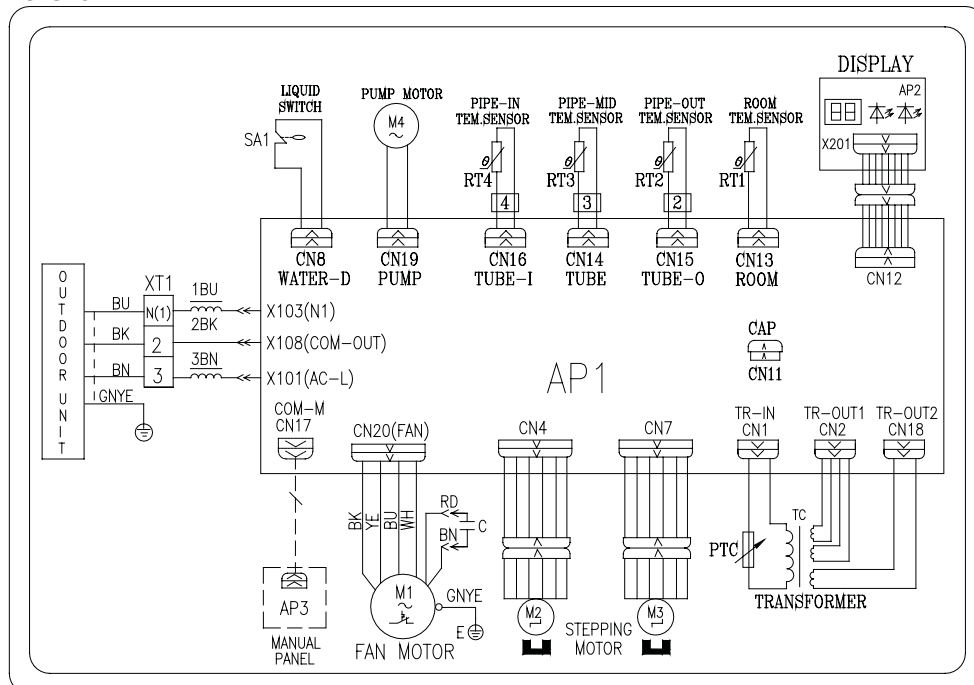 DISPLAY
AP2
X201
LIQUID
SWITCH
SA1
PUMP MOTOR
M4
PIPE-IN
TEM.SENSOR
RT4
4
PIPE-MID
TEM.SENSOR
RT3
3
PIPE-OUT
TEM.SENSOR
RT2
2
ROOM
TEM.SENSOR
RT1
CN8
WATER-D
CN19
PUMP
CN16
TUBE-I
CN14
TUBE
CN15
TUBE-O
CN13
ROOM
CN12
OUTDOOR UNIT
BU
BK
BN
GNYE
XT1
N(1)
2
3
1BU
2BK
3BN
X103(N1)
X108(COM-OUT)
X101(AC-L)
AP1
CAP
CN11
COM-M
CN17
CN20(FAN)
CN4
CN7
TR-IN
CN1
TR-OUT1
CN2
TR-OUT2
CN18
BK
YE
BU
WH
RD
BN
C
M1
GNYE
E
FAN MOTOR
AP3
MANUAL
PANEL
M2
STEPPING
MOTOR
M3
PTC
TC
TRANSFORMER